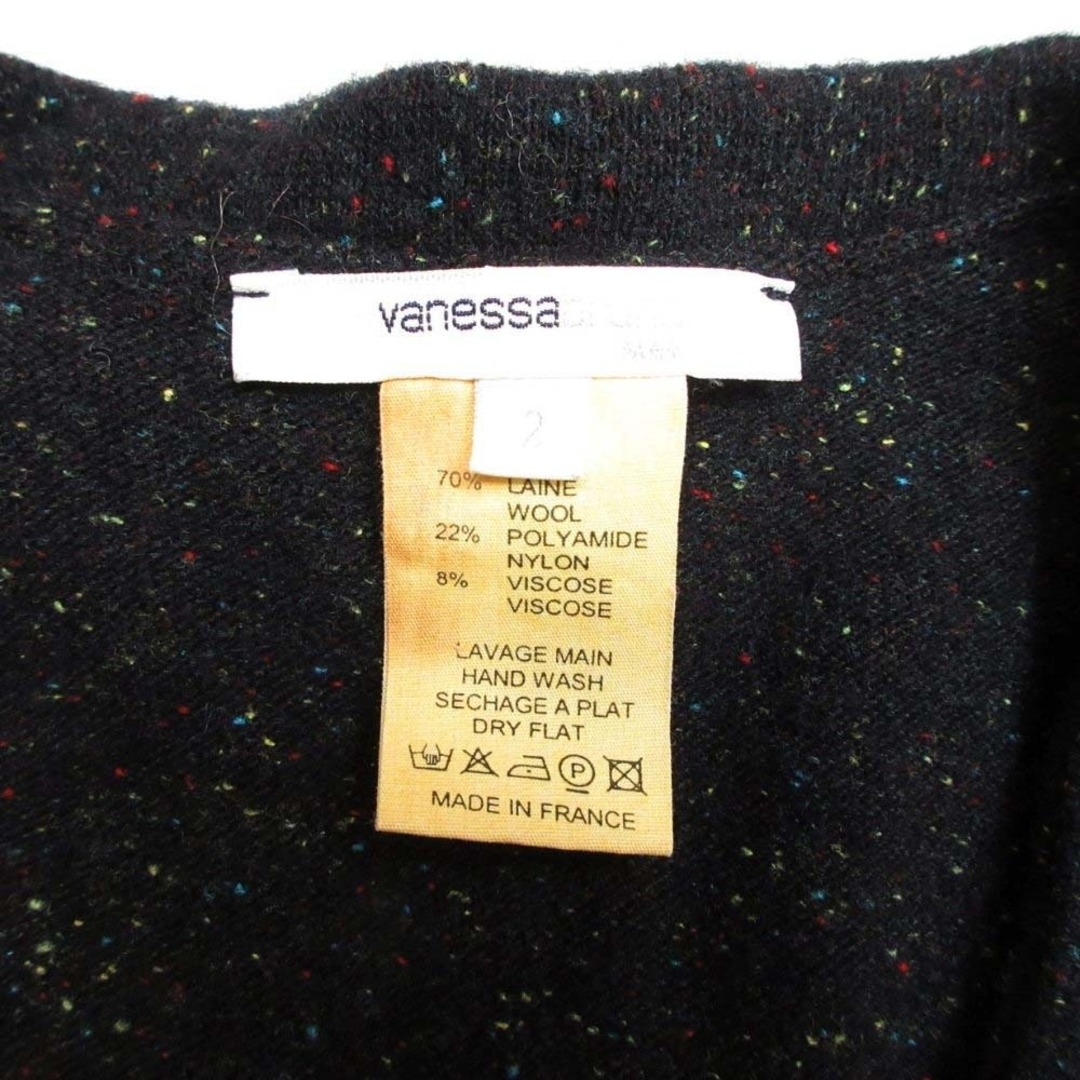 vanessa
2
70% LAINE
WOOL
22% POLYAMIDE
NYLON
8% VISCOSE
VISCOSE
LAVAGE MAIN
HAND WASH
SECHAGE A PLAT
DRY FLAT
P
MADE IN FRANCE